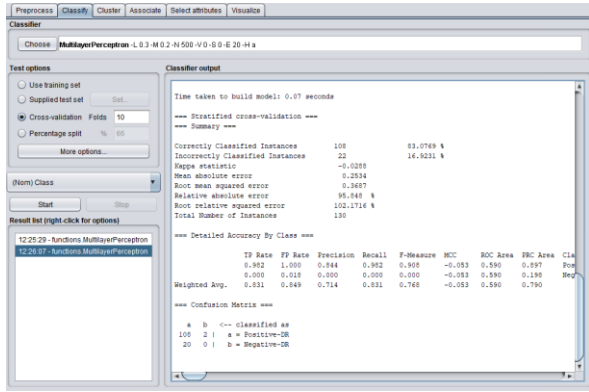 Preprocess Classify Cluster Associate Select attributes Visualize
Classifier
Choose MultilayerPerceptron -L 0.3 -M 0.2 -N 500 -V 0 -S 0 -E 20 -H a
Test options
Use training set
Supplied test set Set...
Cross-validation Folds 10
Percentage split % 66
More options...
(Nom) Class
Start Stop
Result list (right-click for options)
12:25:29 - functions.MultilayerPerceptron
12:26:07 - functions.MultilayerPerceptron
Classifier output
Time taken to build model: 0.07 seconds
=== Stratified cross-validation ===
=== Summary ===
Correctly Classified Instances 108 83.0769 %
Incorrectly Classified Instances 22 16.9231 %
Kappa statistic -0.0288
Mean absolute error 0.2534
Root mean squared error 0.3687
Relative absolute error 95.848 %
Root relative squared error 102.1716 %
Total Number of Instances 130
=== Detailed Accuracy By Class ===
TP Rate FP Rate Precision Recall F-Measure MCC ROC Area PRC Area Cla
0.982 1.000 0.844 0.982 0.908 -0.053 0.590 0.897 Pos
0.000 0.018 0.000 0.000 0.000 -0.053 0.590 0.198 Neg
Weighted Avg. 0.831 0.849 0.714 0.831 0.768 -0.053 0.590 0.790
=== Confusion Matrix ===
a b <-- classified as
108 2 | a = Positive-DR
20 0 | b = Negative-DR